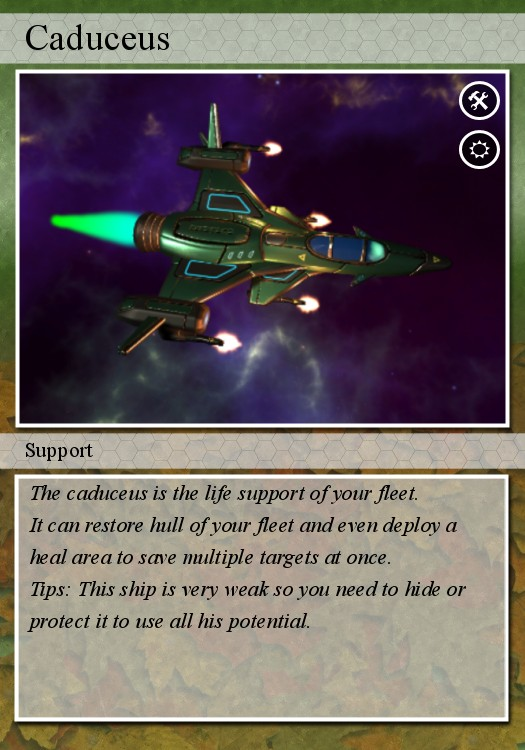 Caduceus
Support
The caduceus is the life support of your fleet.
It can restore hull of your fleet and even deploy a
heal area to save multiple targets at once.
Tips: This ship is very weak so you need to hide or
protect it to use all his potential.